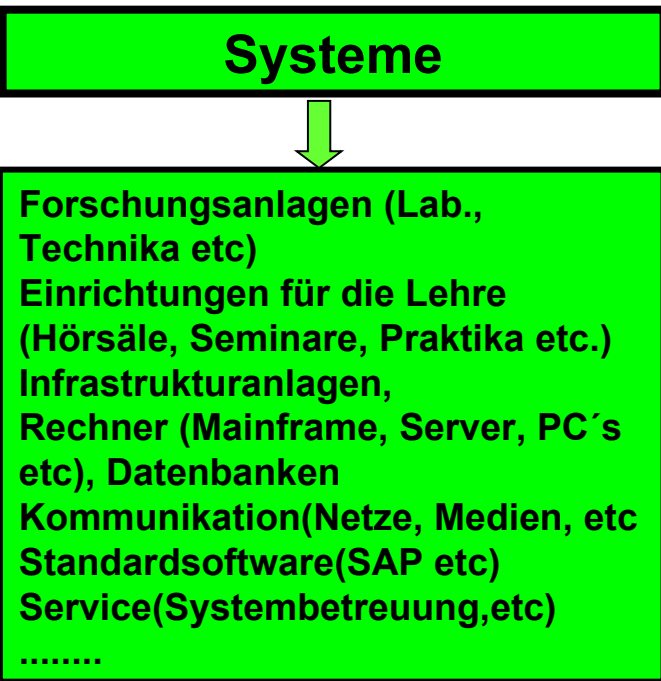 Systeme
Forschungsanlagen (Lab.,
Technika etc)
Einrichtungen für die Lehre
(Hörsäle, Seminare, Praktika etc.)
Infrastrukturanlagen,
Rechner (Mainframe, Server, PC´s
etc), Datenbanken
Kommunikation(Netze, Medien, etc
Standardsoftware(SAP etc)
Service(Systembetreuung,etc)
........